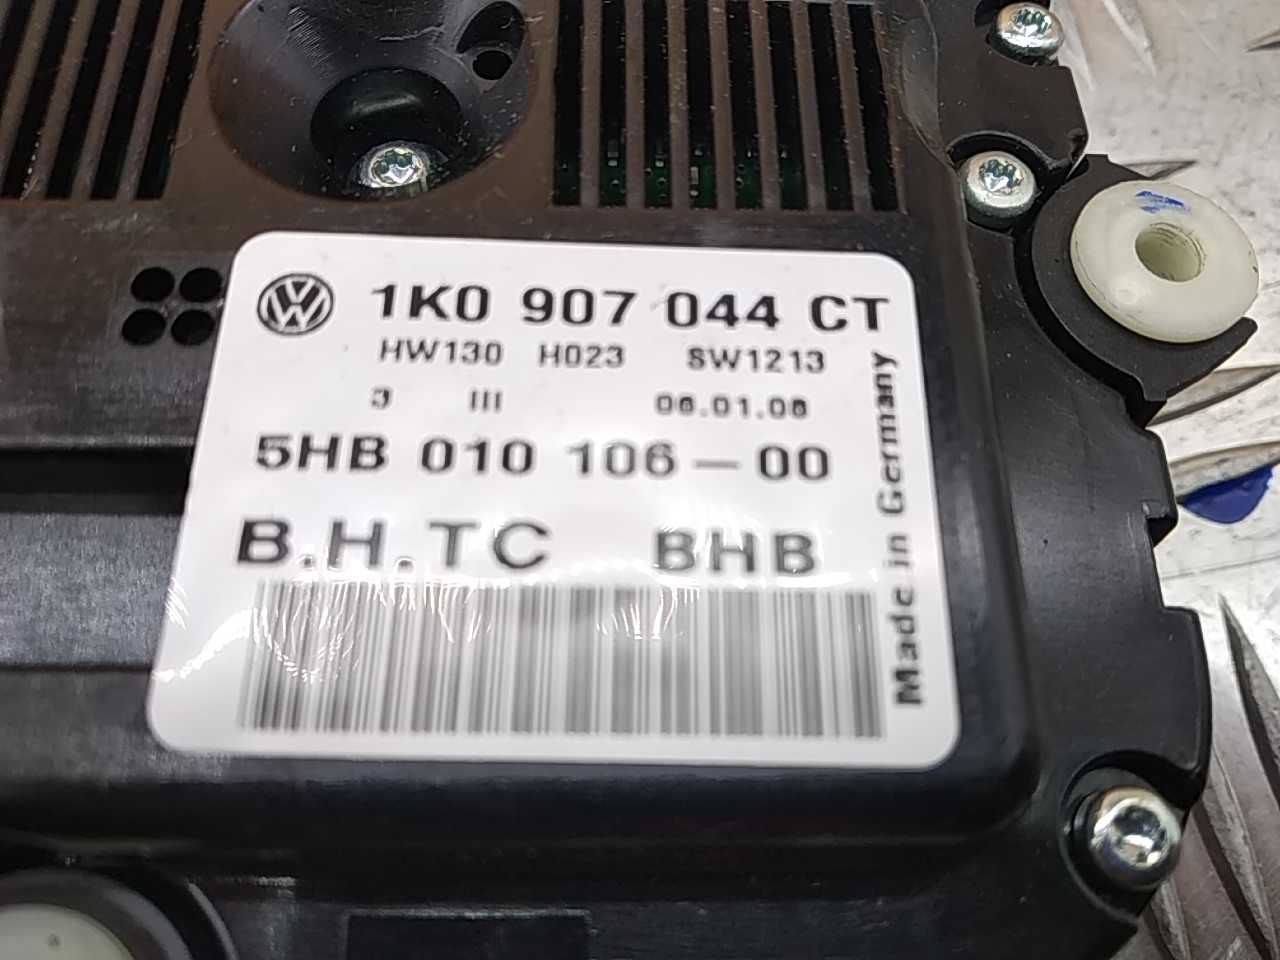 1K0 907 044 CT
HW130 H023 SW1213
3 III 06.01.06
5HB 010 106-00
B.H.TC BHB
Made in Germany